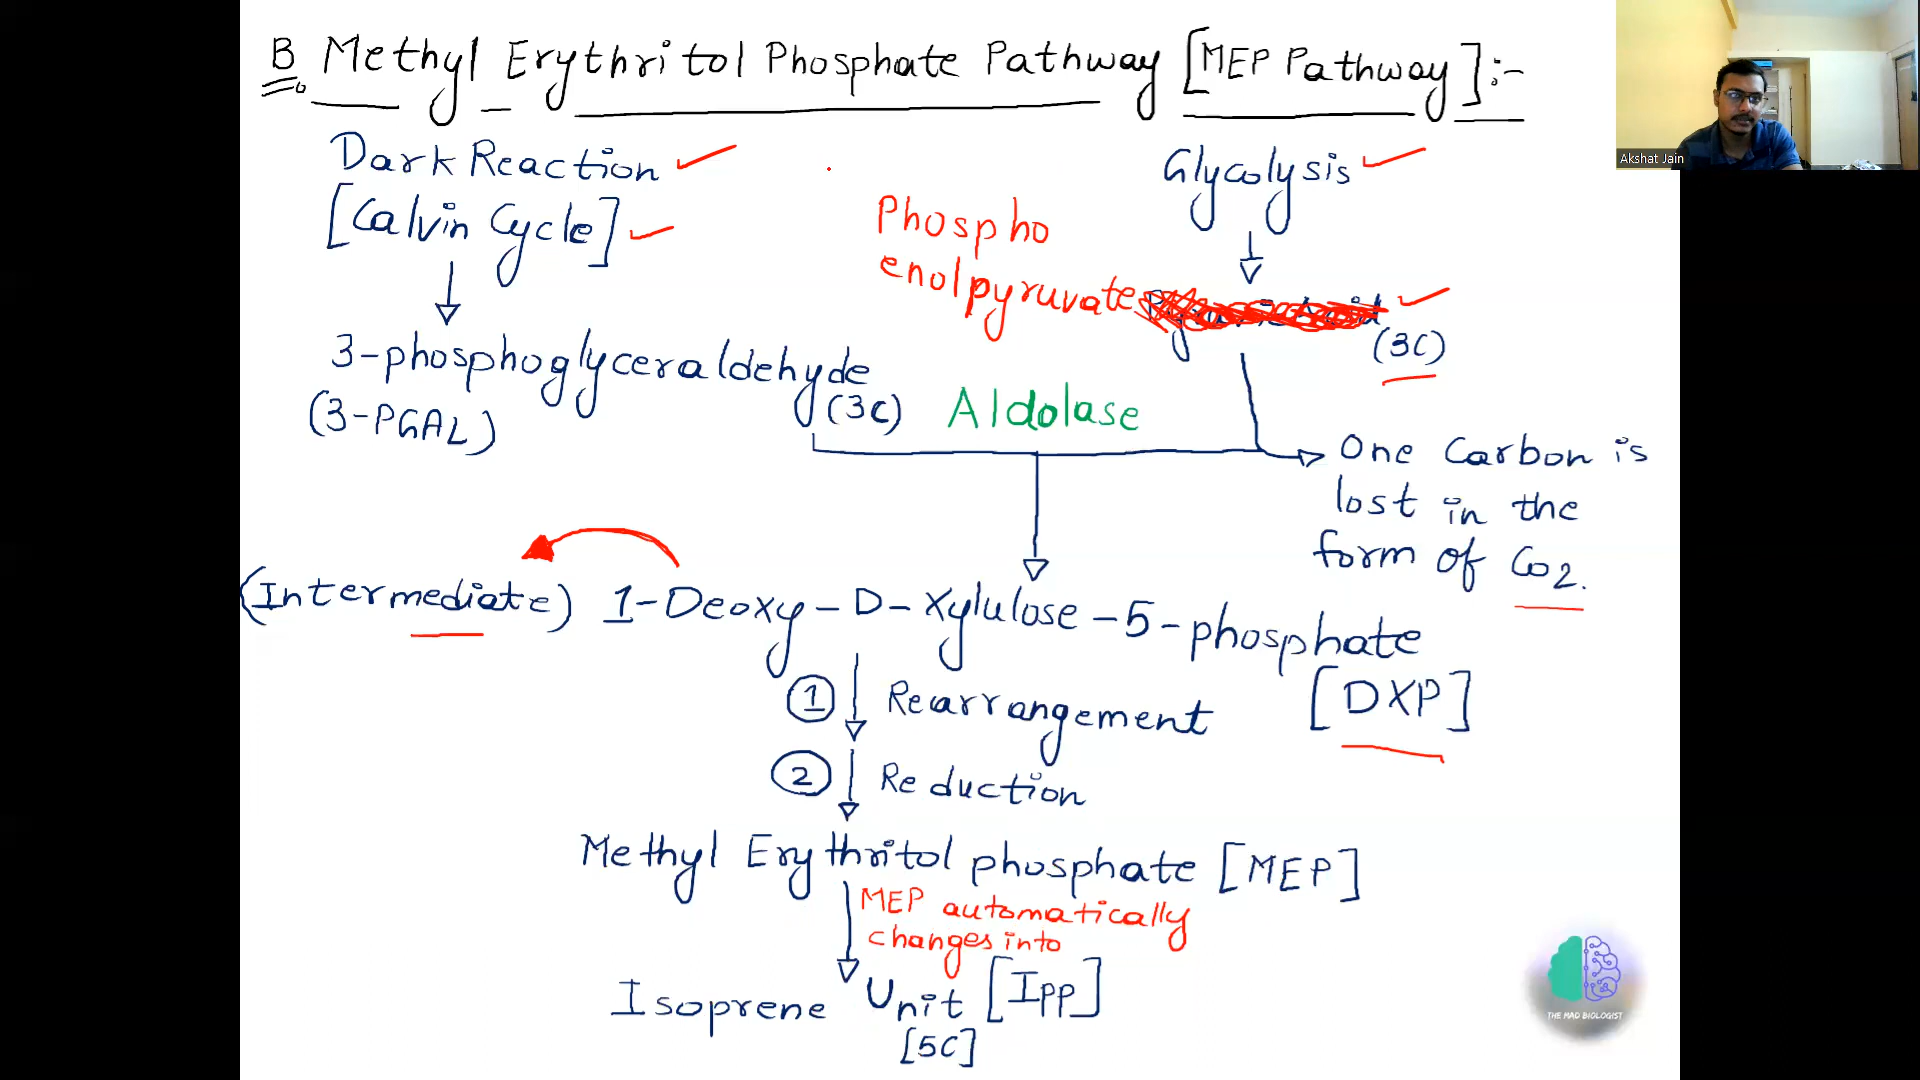 B. Methyl Erythritol Phosphate Pathway [MEP Pathway]:-
Akshat Jain
Dark Reaction
[Calvin Cycle]
3-phosphoglyceraldehyde
(3-PGAL)
(3C)
Glycolysis
Phospho
enolpyruvate
(3C)
Aldolase
One Carbon is
lost in the
form of CO2.
(Intermediate) 1-Deoxy-D-Xylulose-5-phosphate
[DXP]
1 Rearrangement
2 Reduction
Methyl Erythritol phosphate [MEP]
MEP automatically
changes into
Isoprene Unit [IPP]
[5C]
THE MAD BIOLOGIST